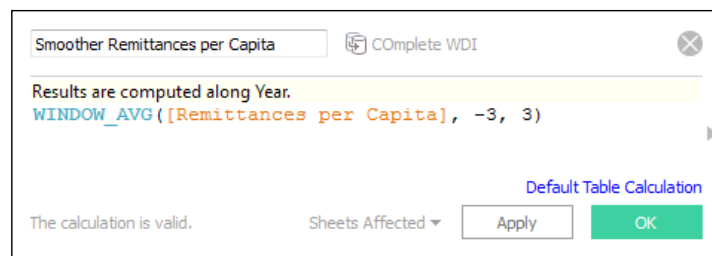 Smoother Remittances per Capita COmplete WDI
Results are computed along Year.
WINDOW_AVG([Remittances per Capita], -3, 3)
Default Table Calculation
The calculation is valid. Sheets Affected Apply OK